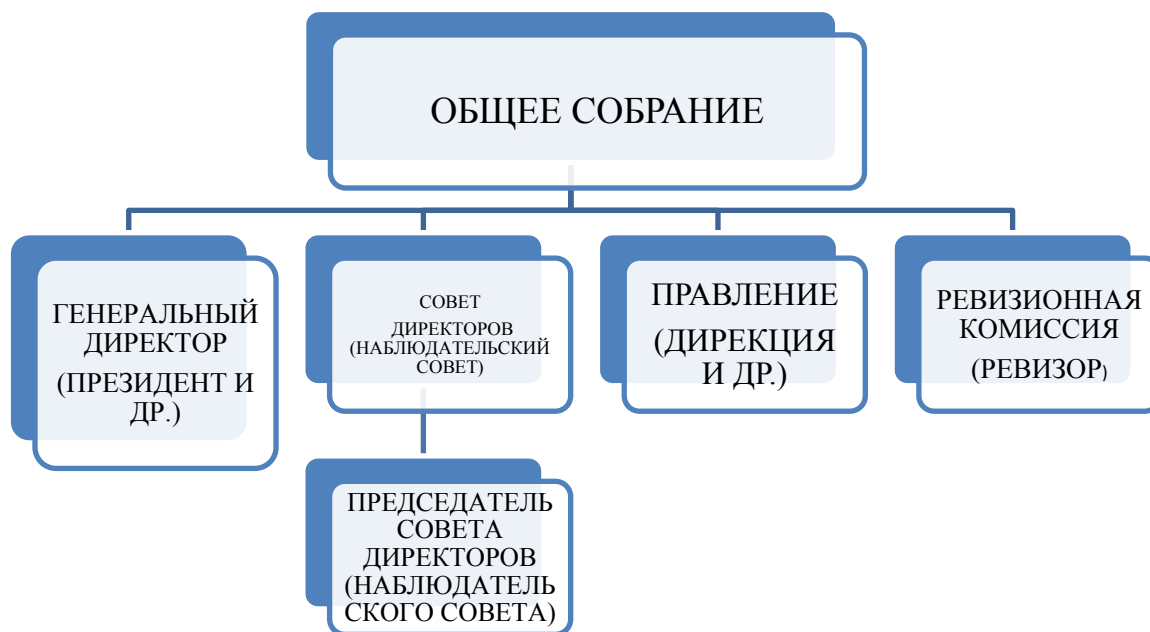 ОБЩЕЕ СОБРАНИЕ
ГЕНЕРАЛЬНЫЙ
ДИРЕКТОР
(ПРЕЗИДЕНТ И
ДР.)
СОВЕТ
ДИРЕКТОРОВ
(НАБЛЮДАТЕЛЬСКИЙ
СОВЕТ)
ПРАВЛЕНИЕ
(ДИРЕКЦИЯ
И ДР.)
РЕВИЗИОННАЯ
КОМИССИЯ
(РЕВИЗОР)
ПРЕДСЕДАТЕЛЬ
СОВЕТА
ДИРЕКТОРОВ
(НАБЛЮДАТЕЛЬ
СКОГО СОВЕТА)